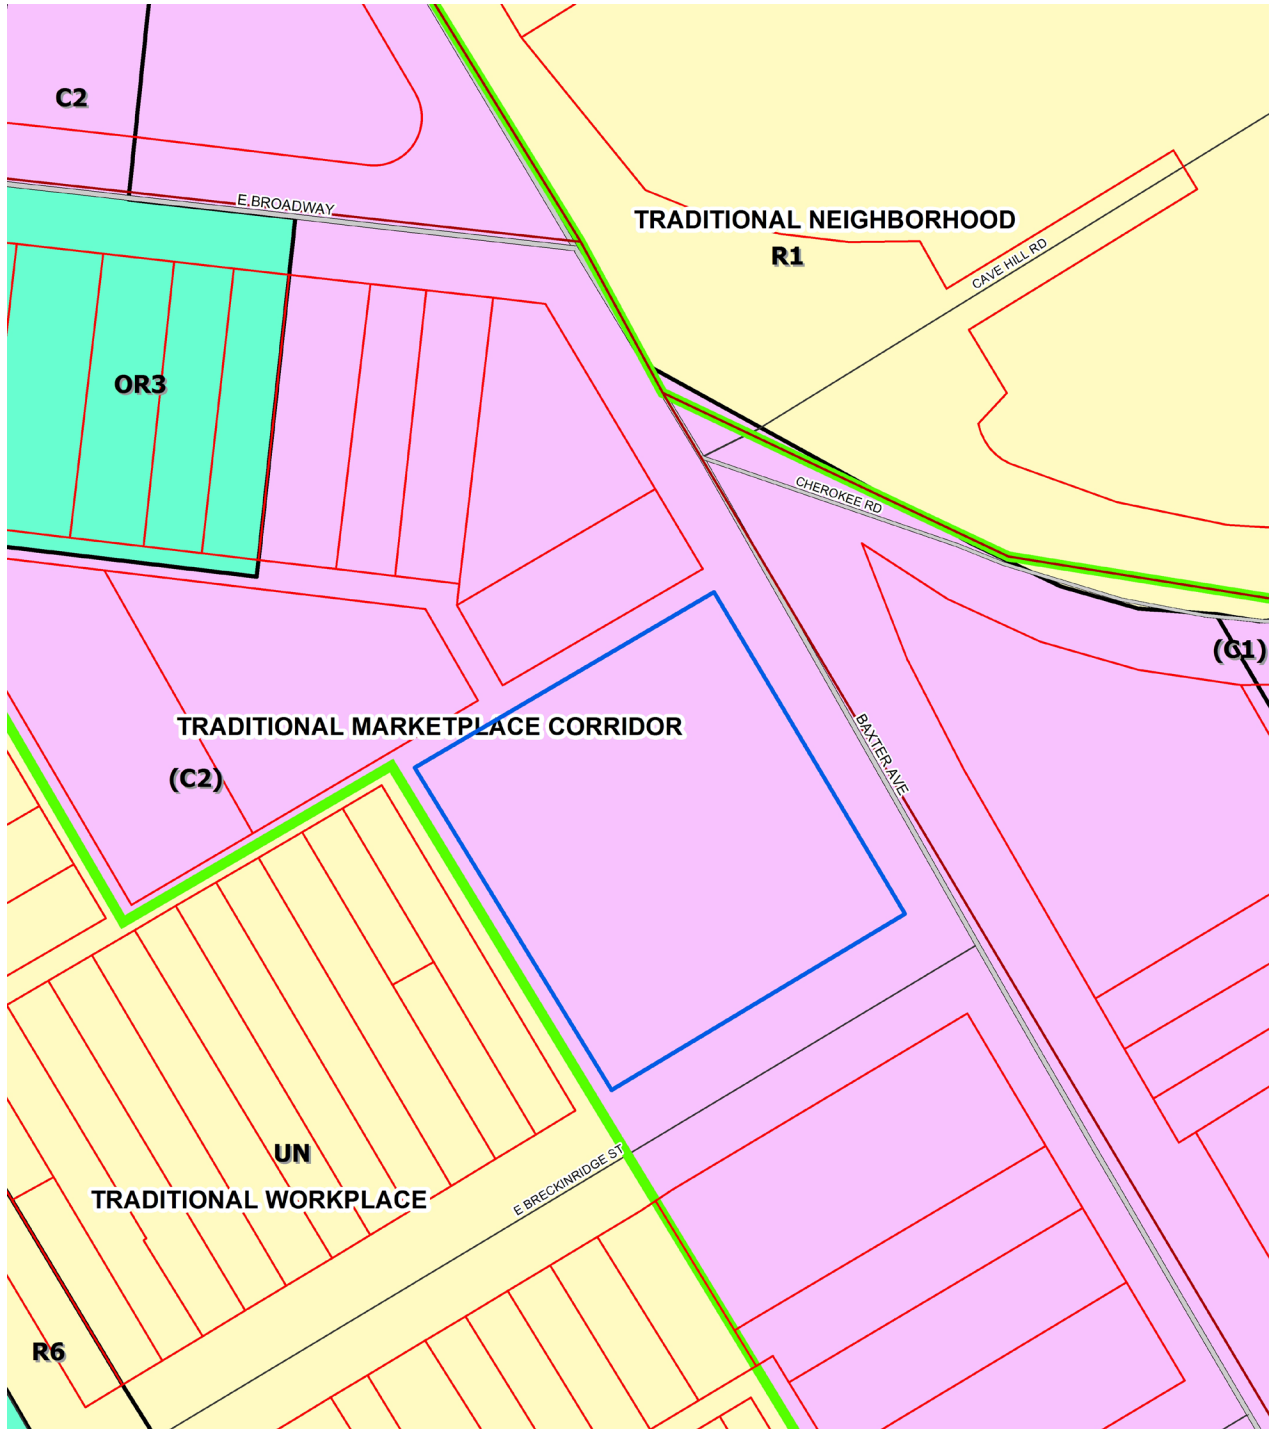 C2
E BROADWAY
TRADITIONAL NEIGHBORHOOD
R1
CAVE HILL RD
OR3
CHEROKEE RD
(C1)
TRADITIONAL MARKETPLACE CORRIDOR
BAXTER AVE
(C2)
UN
E BRECKINRIDGE ST
TRADITIONAL WORKPLACE
R6